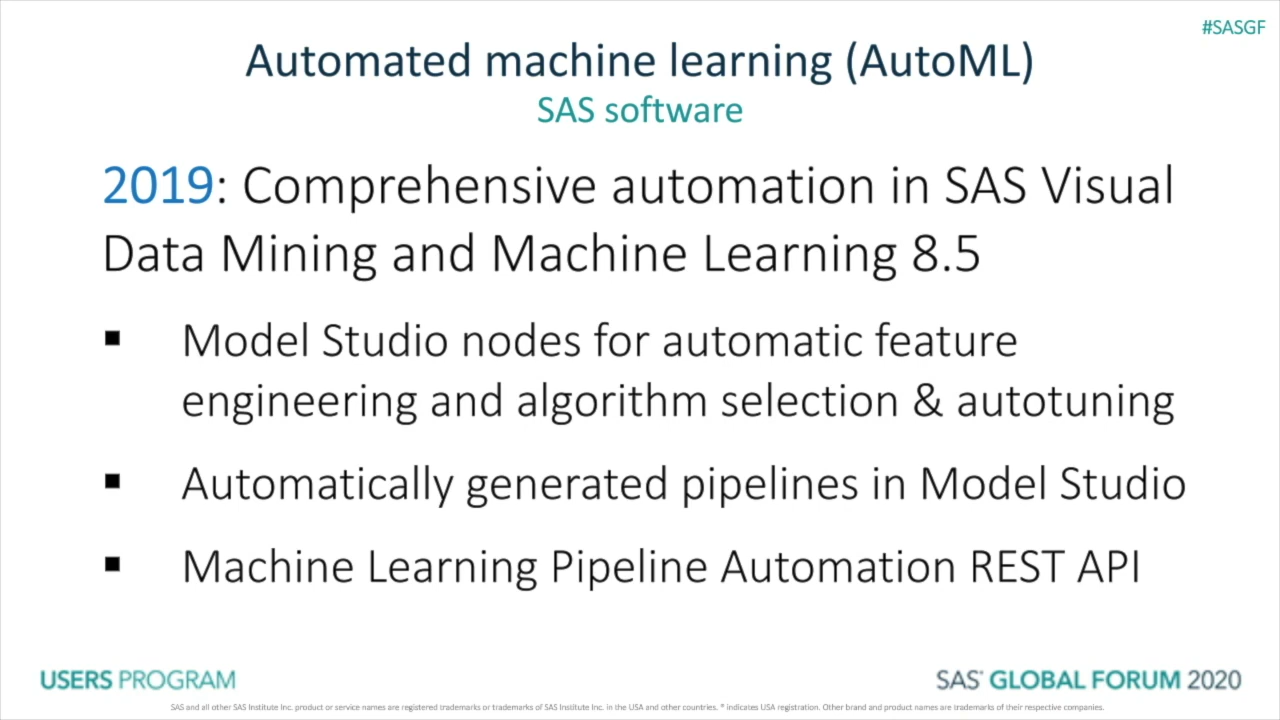 #SASGF
Automated machine learning (AutoML)
SAS software
2019: Comprehensive automation in SAS Visual
Data Mining and Machine Learning 8.5
▪ Model Studio nodes for automatic feature
engineering and algorithm selection & autotuning
▪ Automatically generated pipelines in Model Studio
▪ Machine Learning Pipeline Automation REST API
USERS PROGRAM
SAS® GLOBAL FORUM 2020
SAS and all other SAS Institute Inc. product or service names are registered trademarks or trademarks of SAS Institute Inc. in the USA and other countries. ® indicates USA registration. Other brand and product names are trademarks of their respective companies.